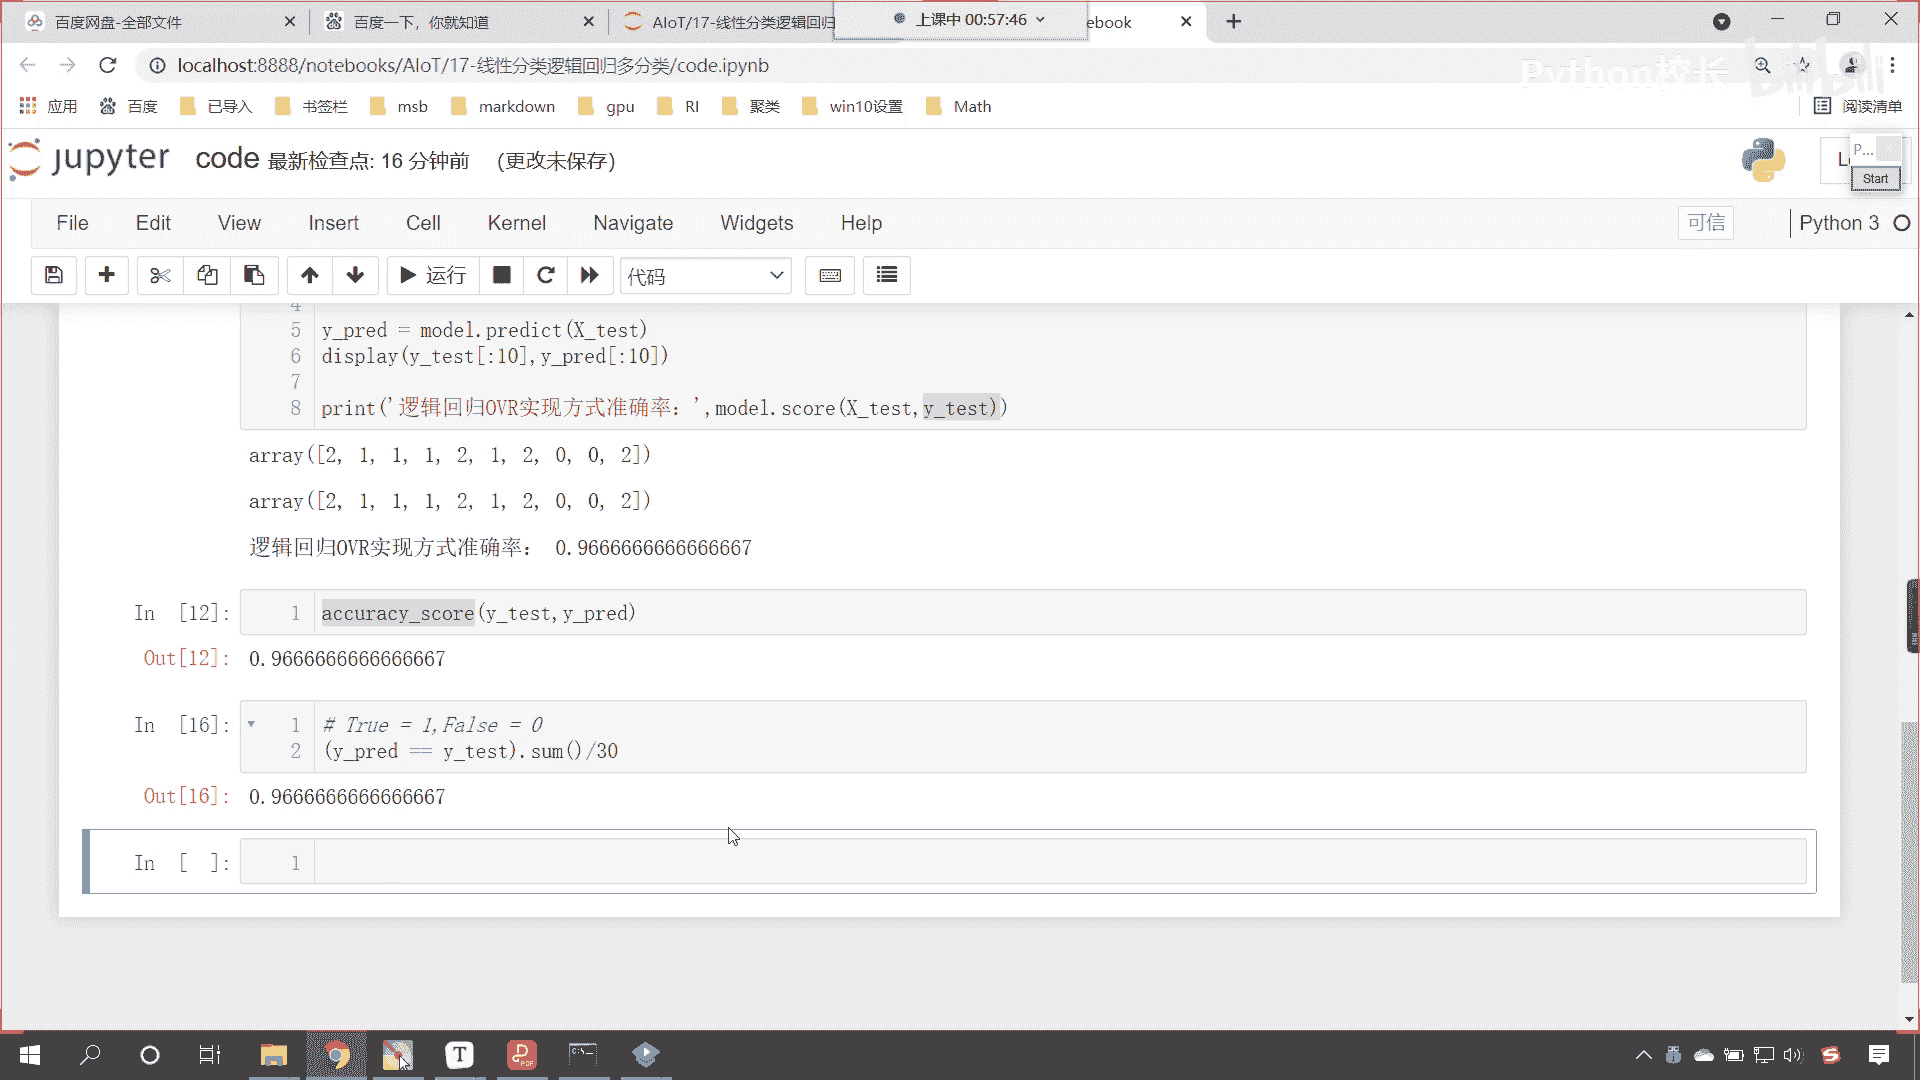 百度网盘-全部文件
百度一下，你就知道
AIoT/17-线性分类逻辑回归
上课中 00:57:46
ebook
localhost:8888/notebooks/AIoT/17-线性分类逻辑回归多分类/code.ipynb
Python校长
bilibili
应用 百度 已导入 书签栏 msb markdown gpu RI 聚类 win10设置 Math 阅读清单
jupyter code 最新检查点: 16 分钟前 (更改未保存)
P...
Start
File Edit View Insert Cell Kernel Navigate Widgets Help 可信 Python 3
运行 代码
4
5 y_pred = model.predict(X_test)
6 display(y_test[:10],y_pred[:10])
7
8 print('逻辑回归OVR实现方式准确率：',model.score(X_test,y_test))
array([2, 1, 1, 1, 2, 1, 2, 0, 0, 2])
array([2, 1, 1, 1, 2, 1, 2, 0, 0, 2])
逻辑回归OVR实现方式准确率： 0.9666666666666667
In [12]: 1 accuracy_score(y_test,y_pred)
Out[12]: 0.9666666666666667
In [16]: 1 # True = 1,False = 0
2 (y_pred == y_test).sum()/30
Out[16]: 0.9666666666666667
In [ ]: 1